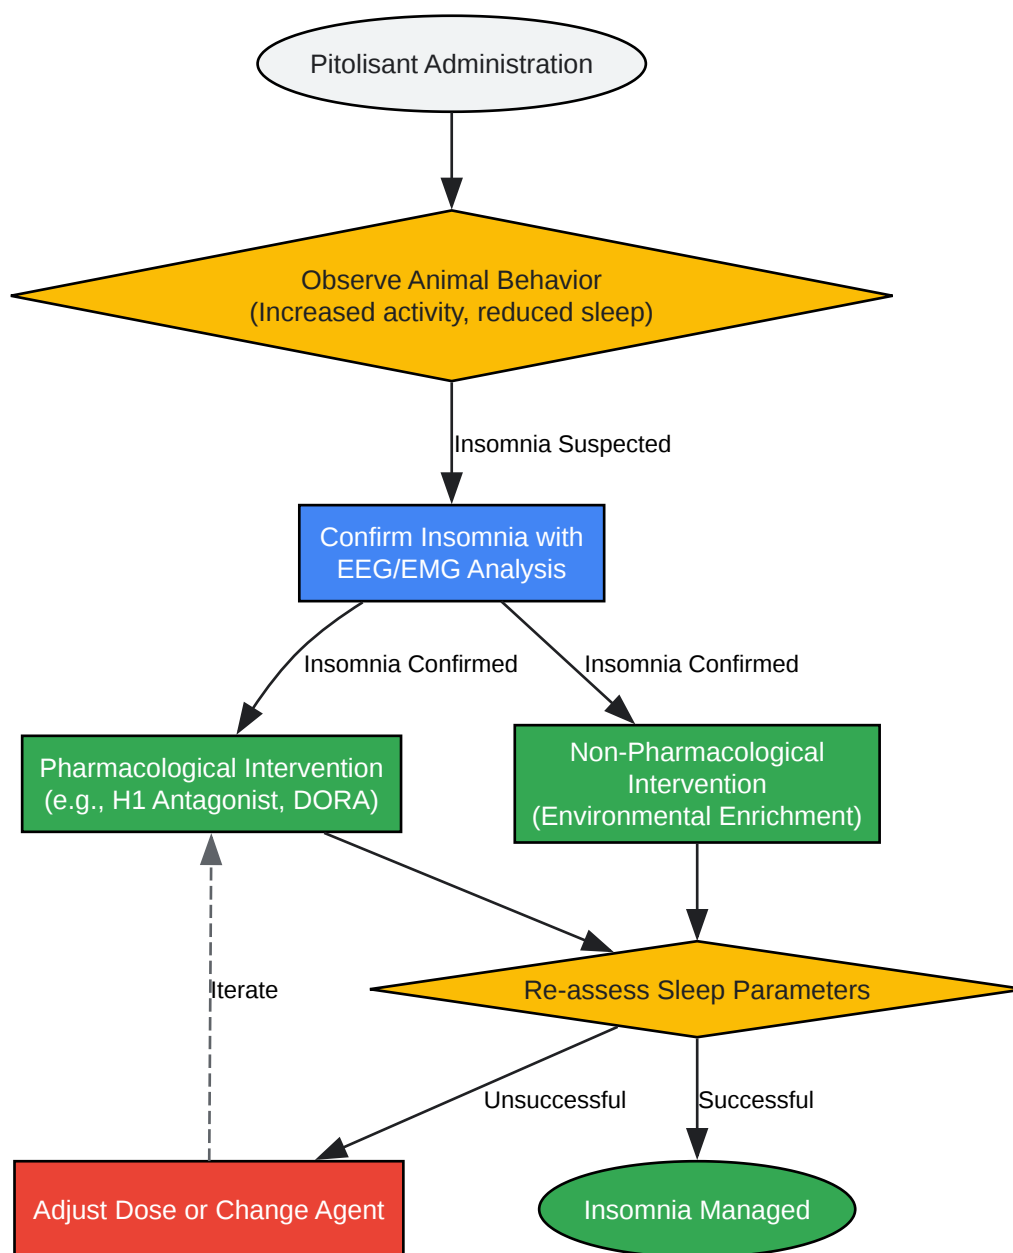 Pitolisant Administration
Observe Animal Behavior
(Increased activity, reduced sleep)
Insomnia Suspected
Confirm Insomnia with
EEG/EMG Analysis
Insomnia Confirmed
Insomnia Confirmed
Pharmacological Intervention
(e.g., H1 Antagonist, DORA)
Non-Pharmacological
Intervention
(Environmental Enrichment)
Re-assess Sleep Parameters
Iterate
Unsuccessful
Successful
Adjust Dose or Change Agent
Insomnia Managed